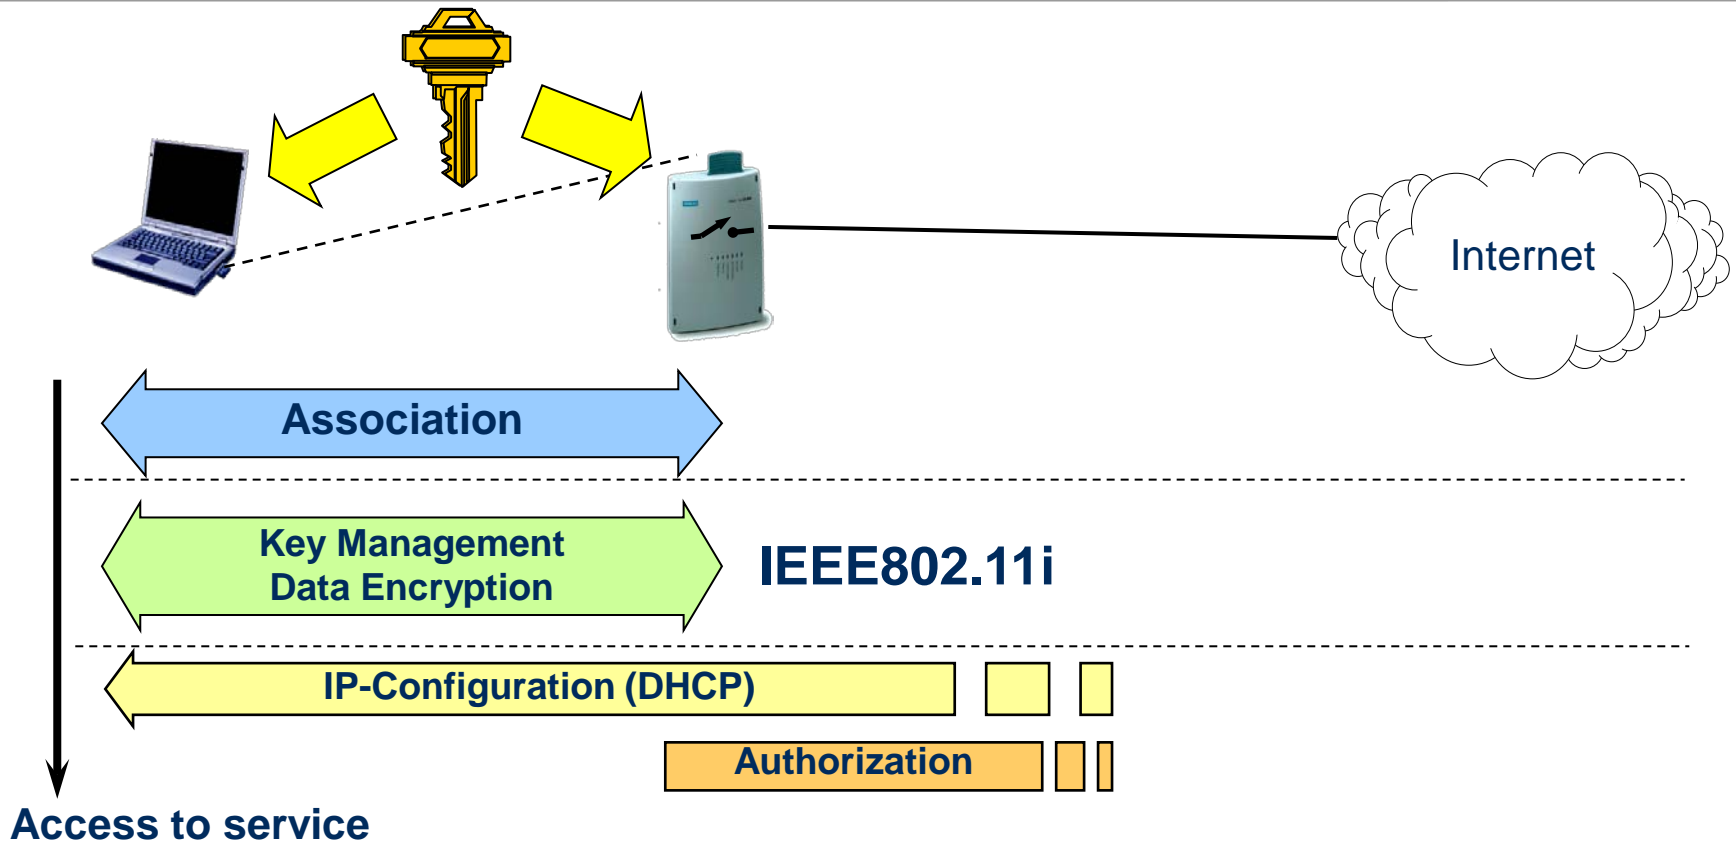 Internet
Association
Key Management
Data Encryption
IEEE802.11i
IP-Configuration (DHCP)
Authorization
Access to service